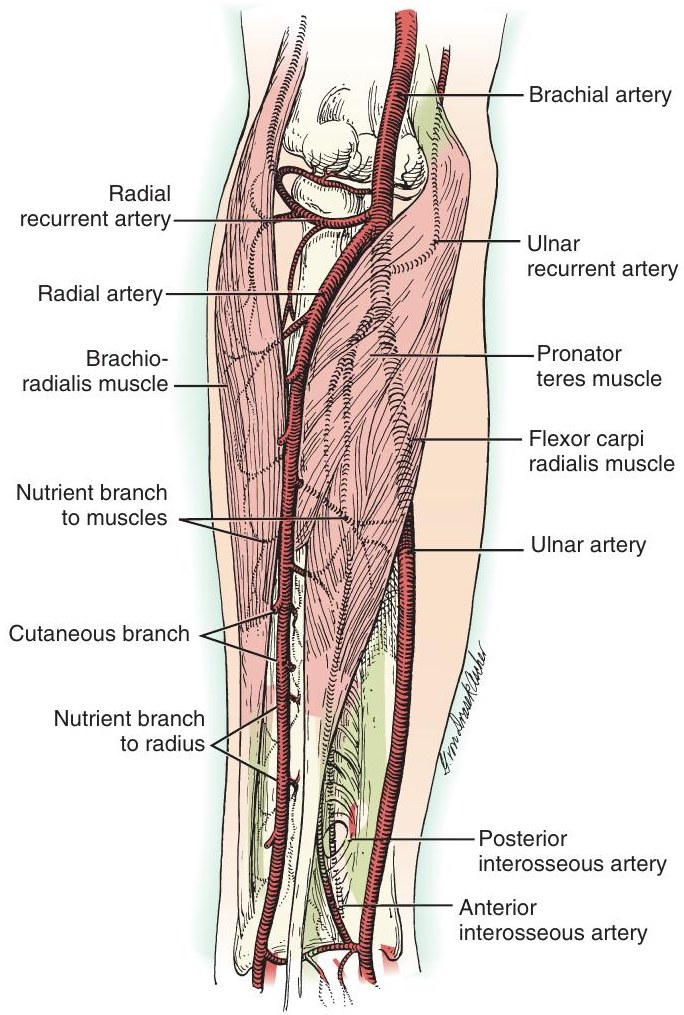 Brachial artery
Radial
recurrent artery
Ulnar
recurrent artery
Radial artery
Brachio-
radialis muscle
Pronator
teres muscle
Flexor carpi
radialis muscle
Nutrient branch
to muscles
Ulnar artery
Cutaneous branch
Nutrient branch
to radius
Posterior
interosseous artery
Anterior
interosseous artery